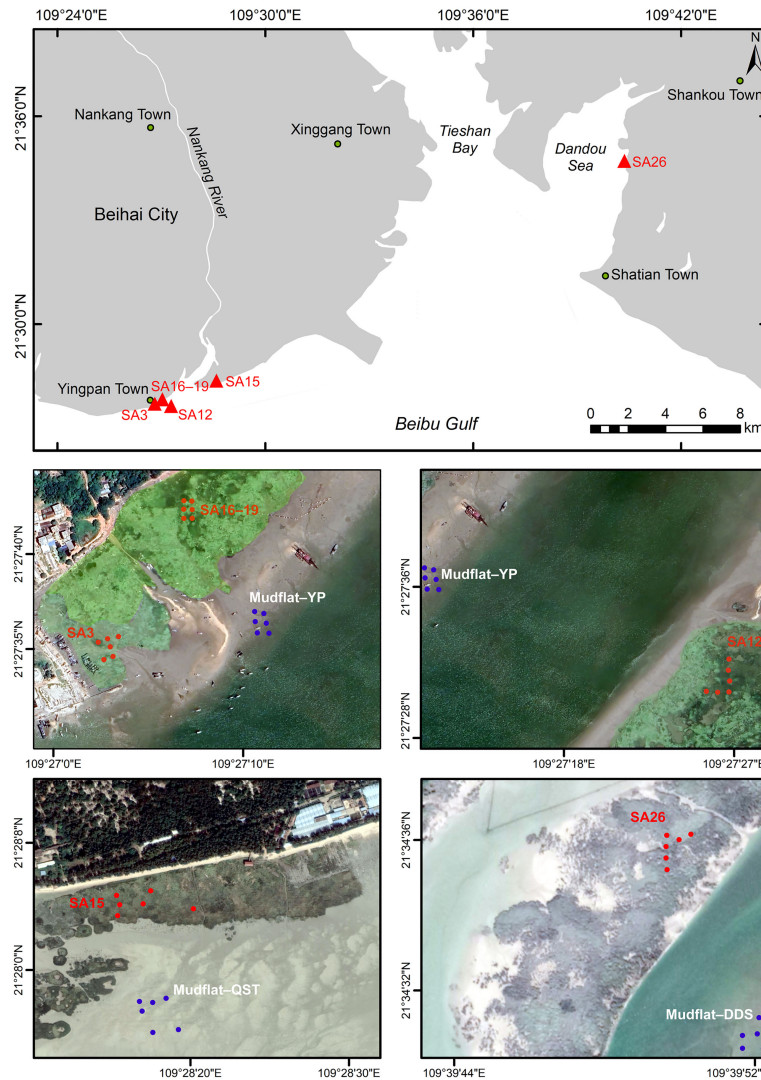 109°24'0"E
109°30'0"E
109°36'0"E
109°42'0"E
N
21°36'0"N
21°30'0"N
Nankang Town
Nankang River
Xinggang Town
Tieshan
Bay
Dandou
Sea
Shankou Town
SA26
Beihai City
Shatian Town
Yingpan Town
SA16–19
SA15
SA3
SA12
Beibu Gulf
0 2 4 6 8
km
21°27'40"N
21°27'35"N
SA16–19
Mudflat–YP
SA3
109°27'0"E
109°27'10"E
21°27'36"N
21°27'28"N
Mudflat–YP
SA12
109°27'18"E
109°27'27"E
21°28'8"N
21°28'0"N
SA15
Mudflat–QST
109°28'20"E
109°28'30"E
21°34'36"N
21°34'32"N
SA26
Mudflat–DDS
109°39'44"E
109°39'52"E